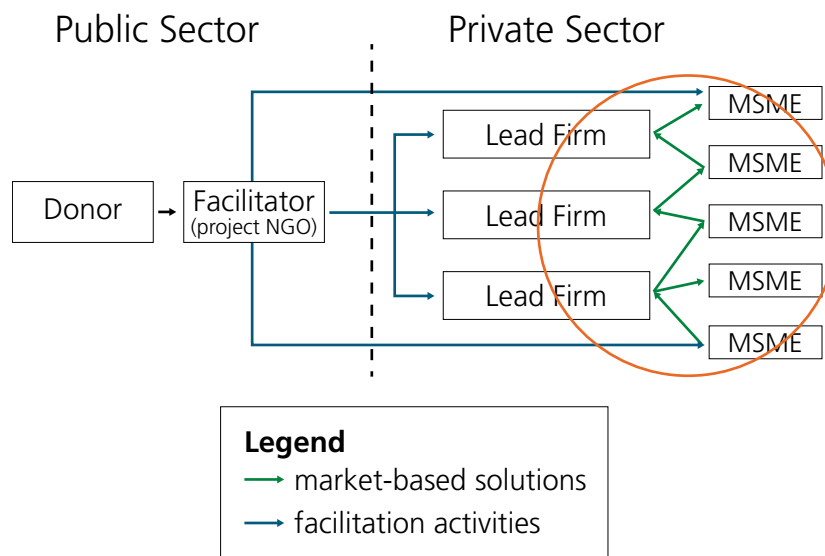 Public Sector
Private Sector
MSME
Lead Firm
MSME
Donor
Facilitator
(project NGO)
Lead Firm
MSME
Lead Firm
MSME
MSME
Legend
market-based solutions
facilitation activities